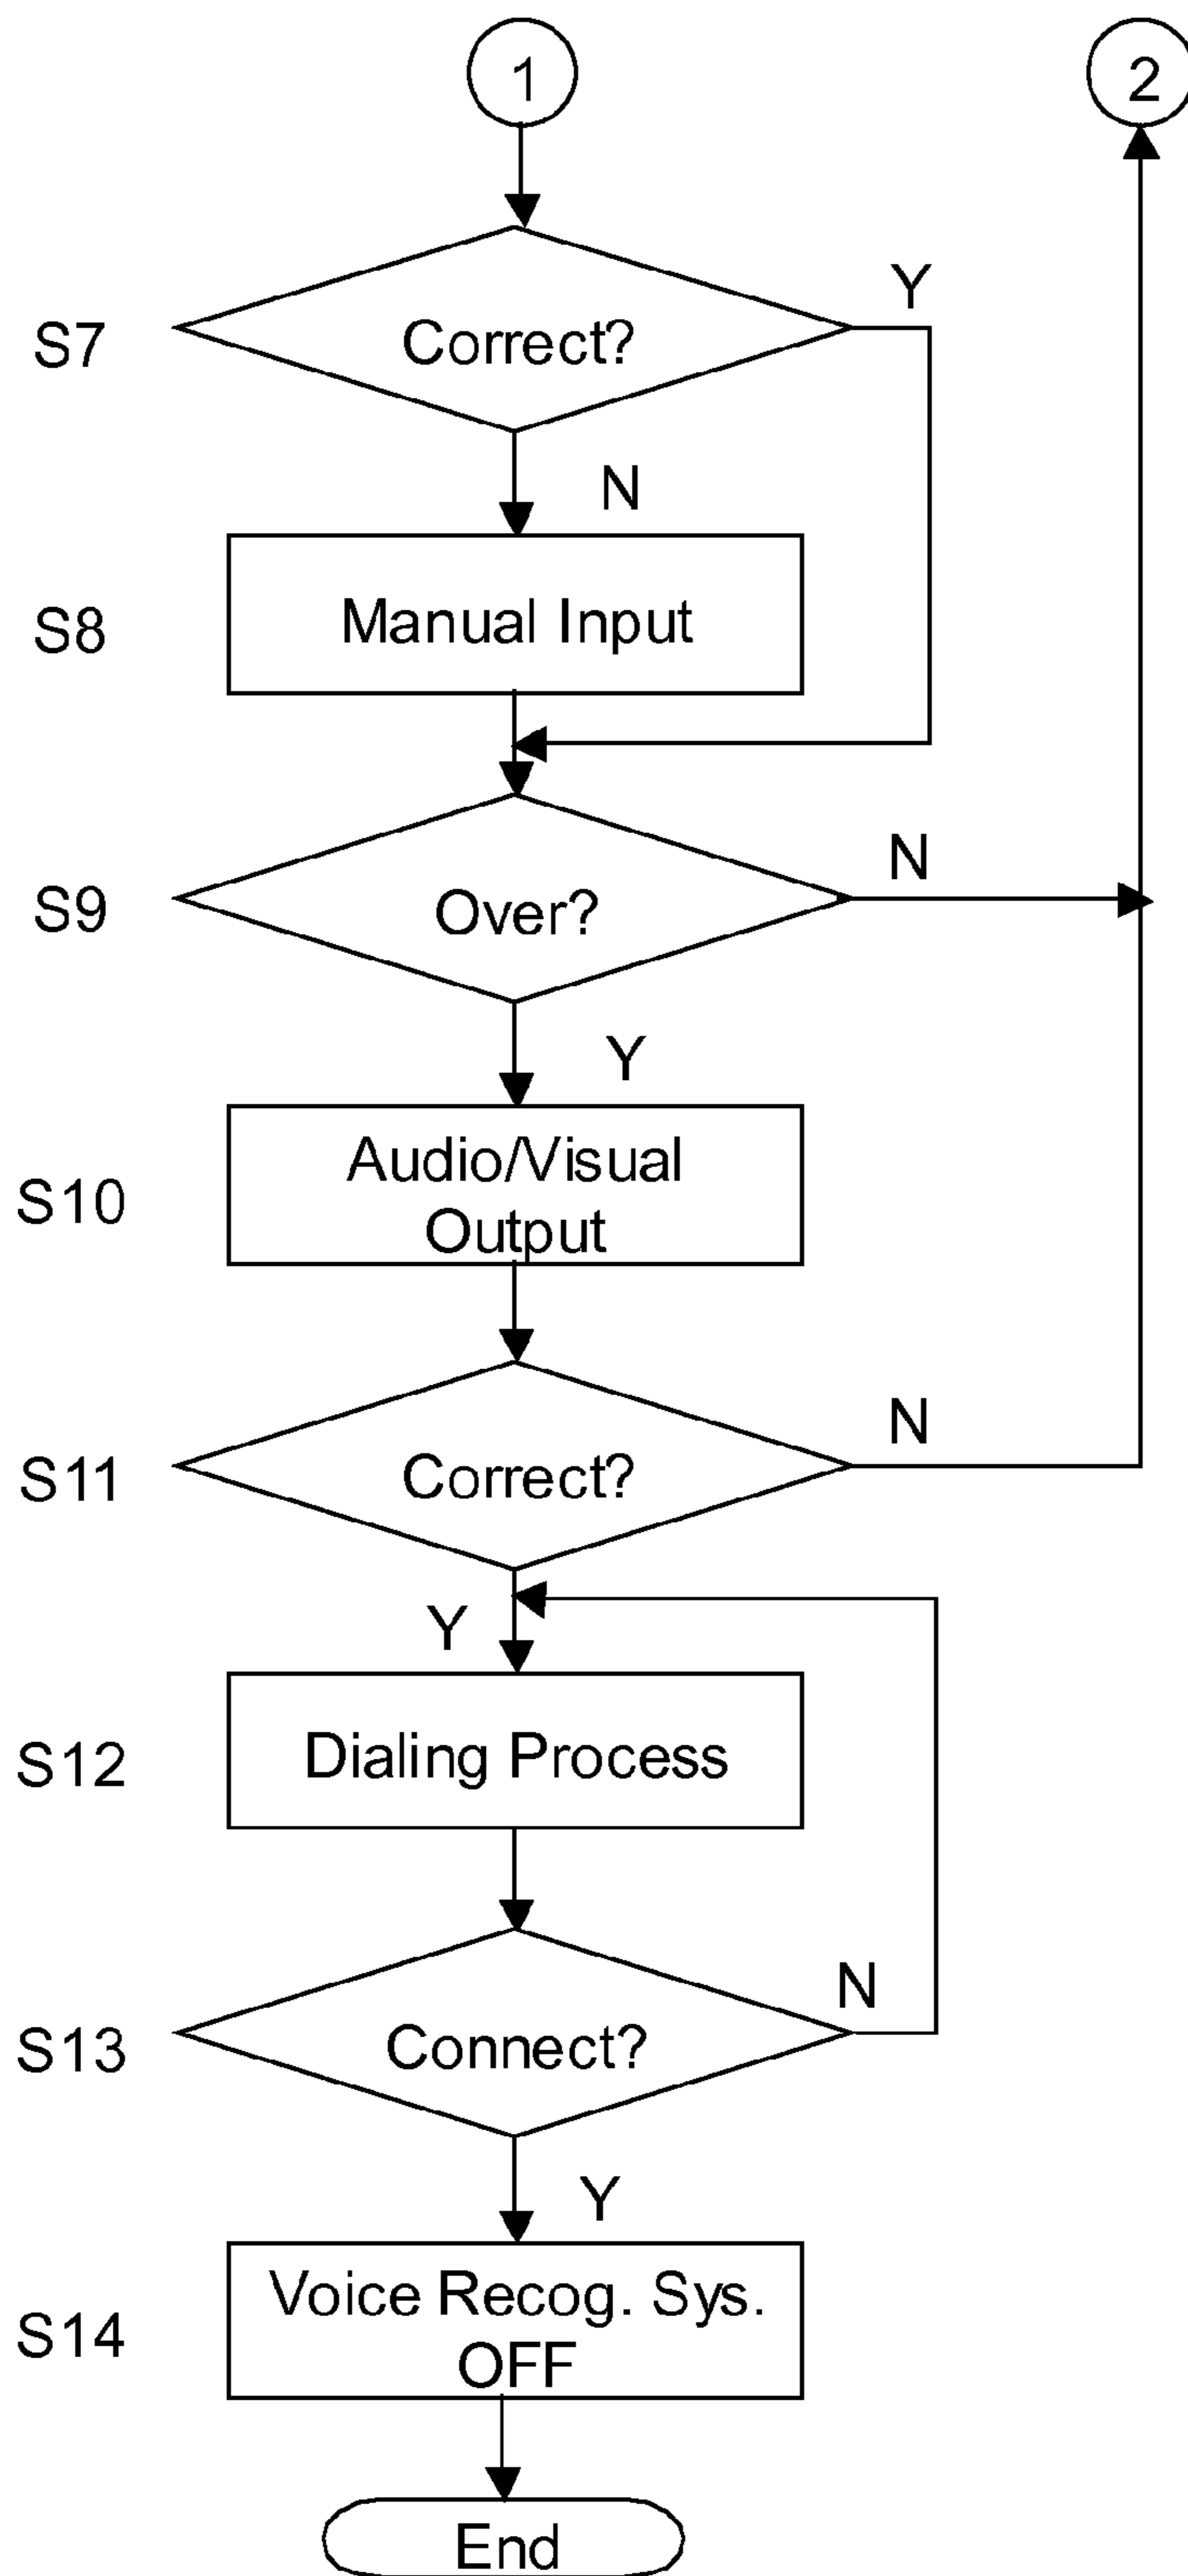 1
2
S7
Correct?
Y
N
S8
Manual Input
S9
Over?
N
Y
S10
Audio/Visual
Output
S11
Correct?
N
Y
S12
Dialing Process
S13
Connect?
N
Y
S14
Voice Recog. Sys.
OFF
End